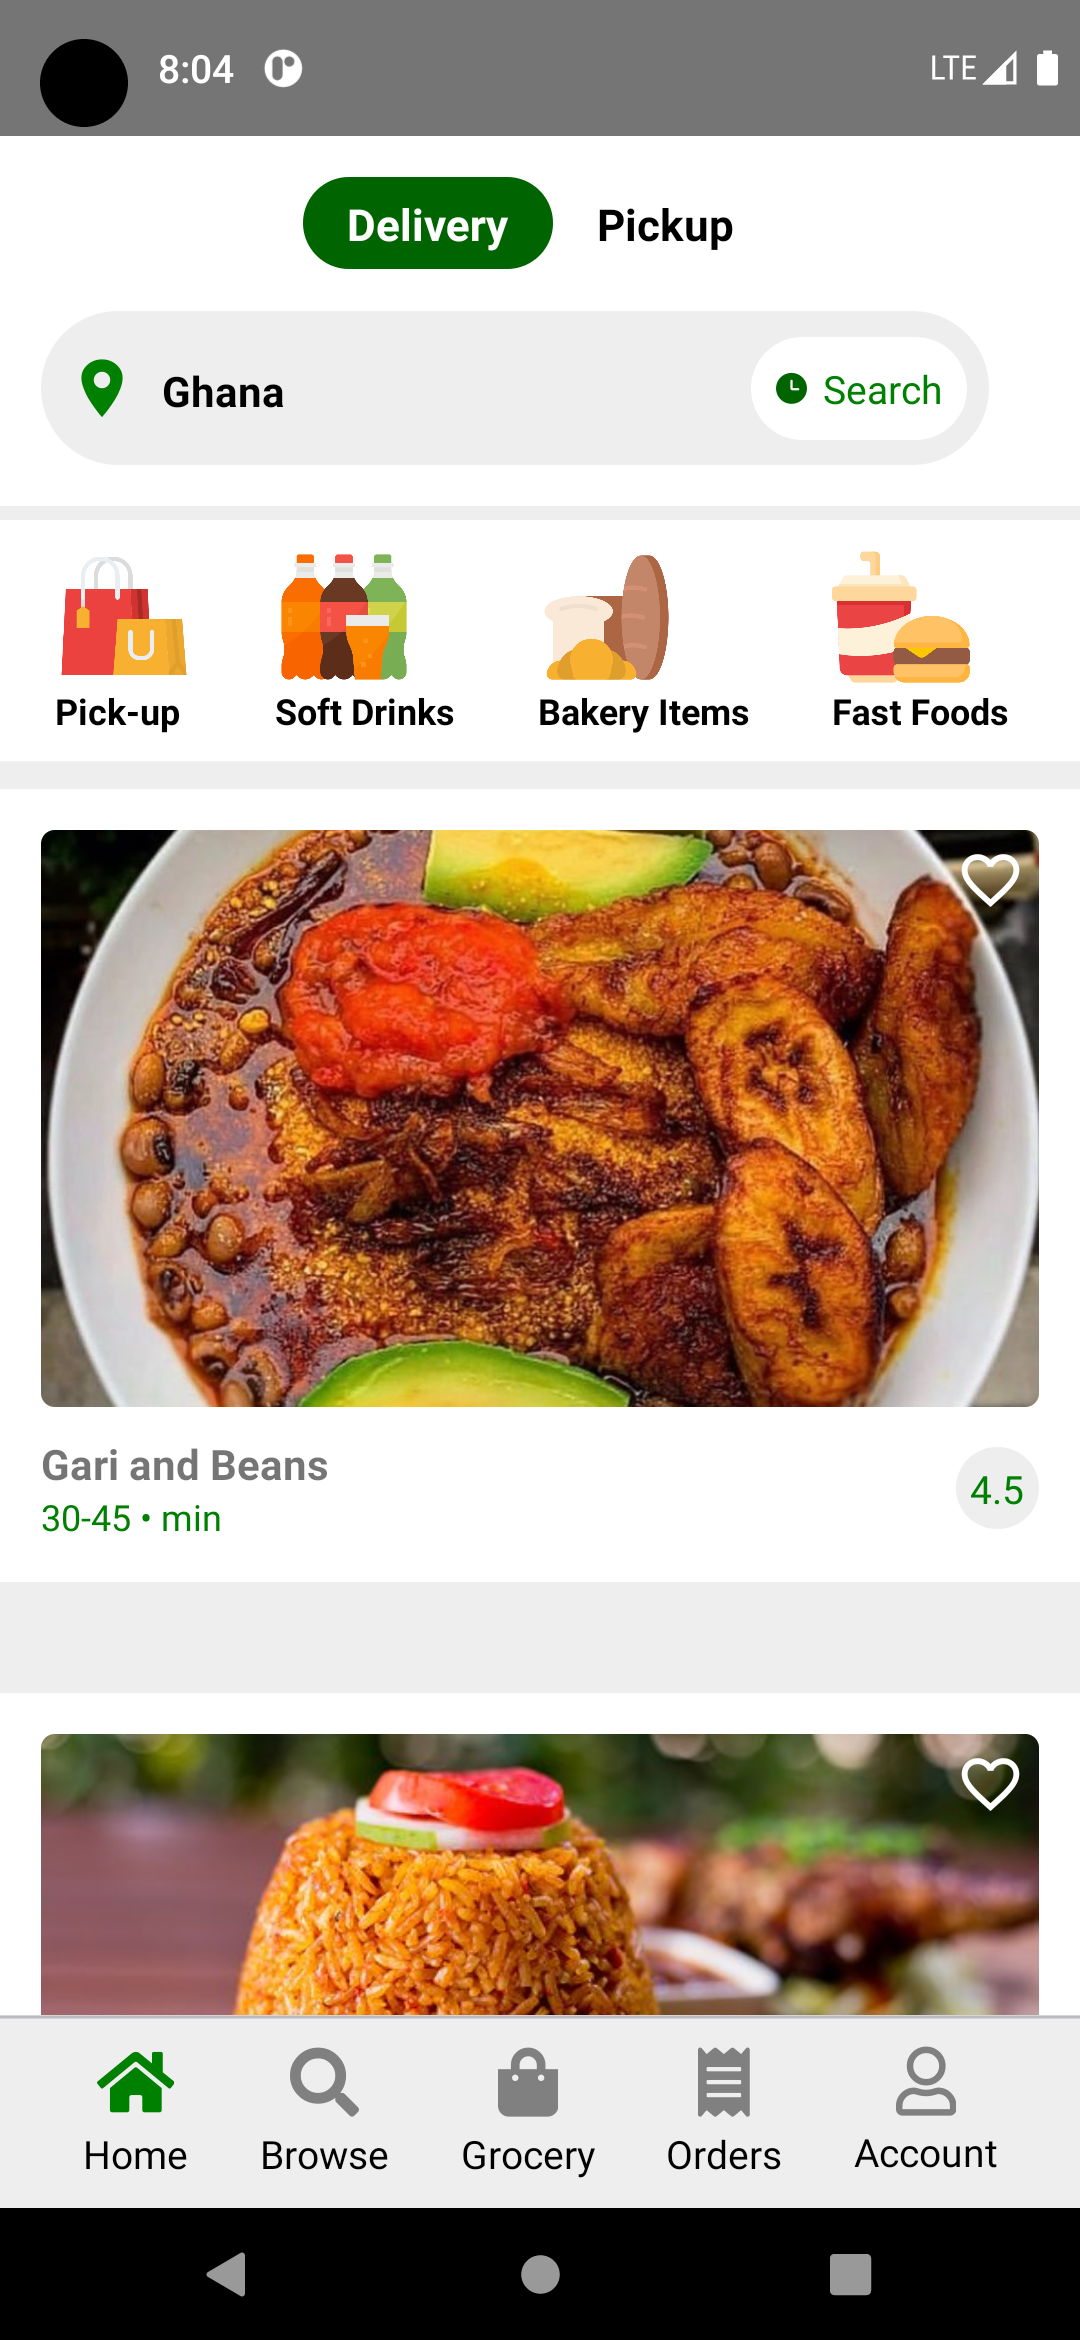 8:04
LTE
Delivery Pickup
Ghana
Search
Pick-up
Soft Drinks
Bakery Items
Fast Foods
Gari and Beans
30-45 • min
4.5
Home
Browse
Grocery
Orders
Account